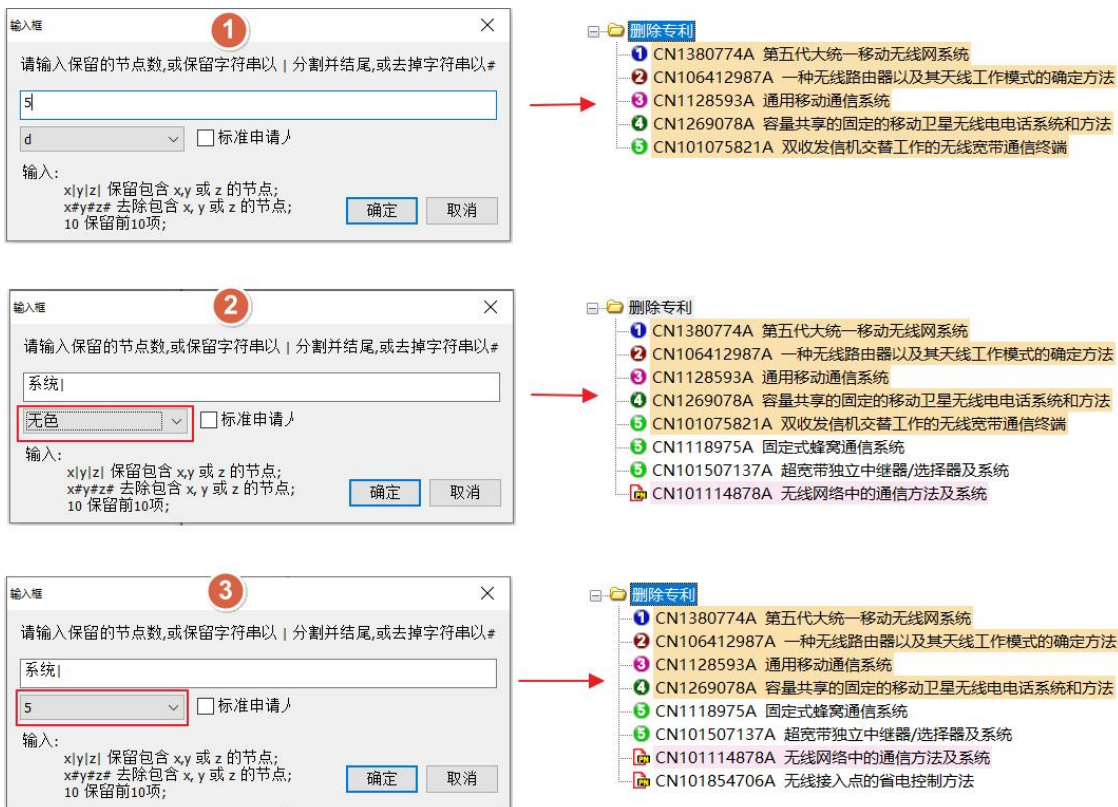 输入框
1
请输入保留的节点数,或保留字符串以 | 分割并结尾,或去掉字符串以#
5
d
标准申请人
输入:
x|y|z| 保留包含 x,y 或 z 的节点;
x#y#z# 去除包含 x, y 或 z 的节点;
10 保留前10项;
确定
取消
删除专利
1 CN1380774A 第五代大统一移动无线网系统
2 CN106412987A 一种无线路由器以及其天线工作模式的确定方法
3 CN1128593A 通用移动通信系统
4 CN1269078A 容量共享的固定的移动卫星无线电电话系统和方法
5 CN101075821A 双收发信机交替工作的无线宽带通信终端
输入框
2
请输入保留的节点数,或保留字符串以 | 分割并结尾,或去掉字符串以#
系统|
无色
标准申请人
输入:
x|y|z| 保留包含 x,y 或 z 的节点;
x#y#z# 去除包含 x, y 或 z 的节点;
10 保留前10项;
确定
取消
删除专利
1 CN1380774A 第五代大统一移动无线网系统
2 CN106412987A 一种无线路由器以及其天线工作模式的确定方法
3 CN1128593A 通用移动通信系统
4 CN1269078A 容量共享的固定的移动卫星无线电电话系统和方法
5 CN101075821A 双收发信机交替工作的无线宽带通信终端
5 CN1118975A 固定式蜂窝通信系统
5 CN101507137A 超宽带独立中继器/选择器及系统
CN101114878A 无线网络中的通信方法及系统
输入框
3
请输入保留的节点数,或保留字符串以 | 分割并结尾,或去掉字符串以#
系统|
5
标准申请人
输入:
x|y|z| 保留包含 x,y 或 z 的节点;
x#y#z# 去除包含 x, y 或 z 的节点;
10 保留前10项;
确定
取消
删除专利
1 CN1380774A 第五代大统一移动无线网系统
2 CN106412987A 一种无线路由器以及其天线工作模式的确定方法
3 CN1128593A 通用移动通信系统
4 CN1269078A 容量共享的固定的移动卫星无线电电话系统和方法
5 CN1118975A 固定式蜂窝通信系统
5 CN101507137A 超宽带独立中继器/选择器及系统
CN101114878A 无线网络中的通信方法及系统
CN101854706A 无线接入点的省电控制方法